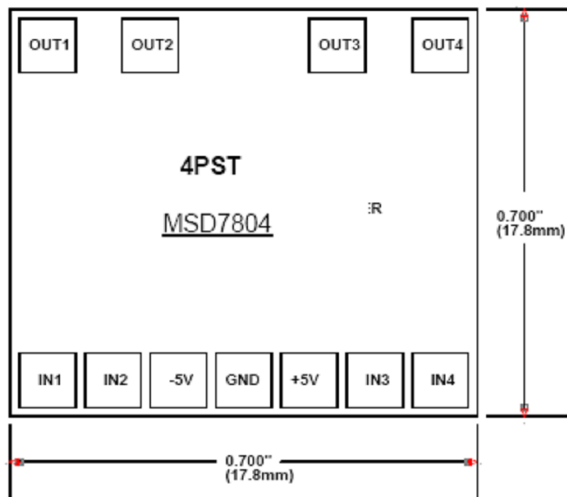 OUT1 OUT2 OUT3 OUT4
4PST
MSD7804
R
0.700"
(17.8mm)
IN1 IN2 -5V GND +5V IN3 IN4
0.700"
(17.8mm)